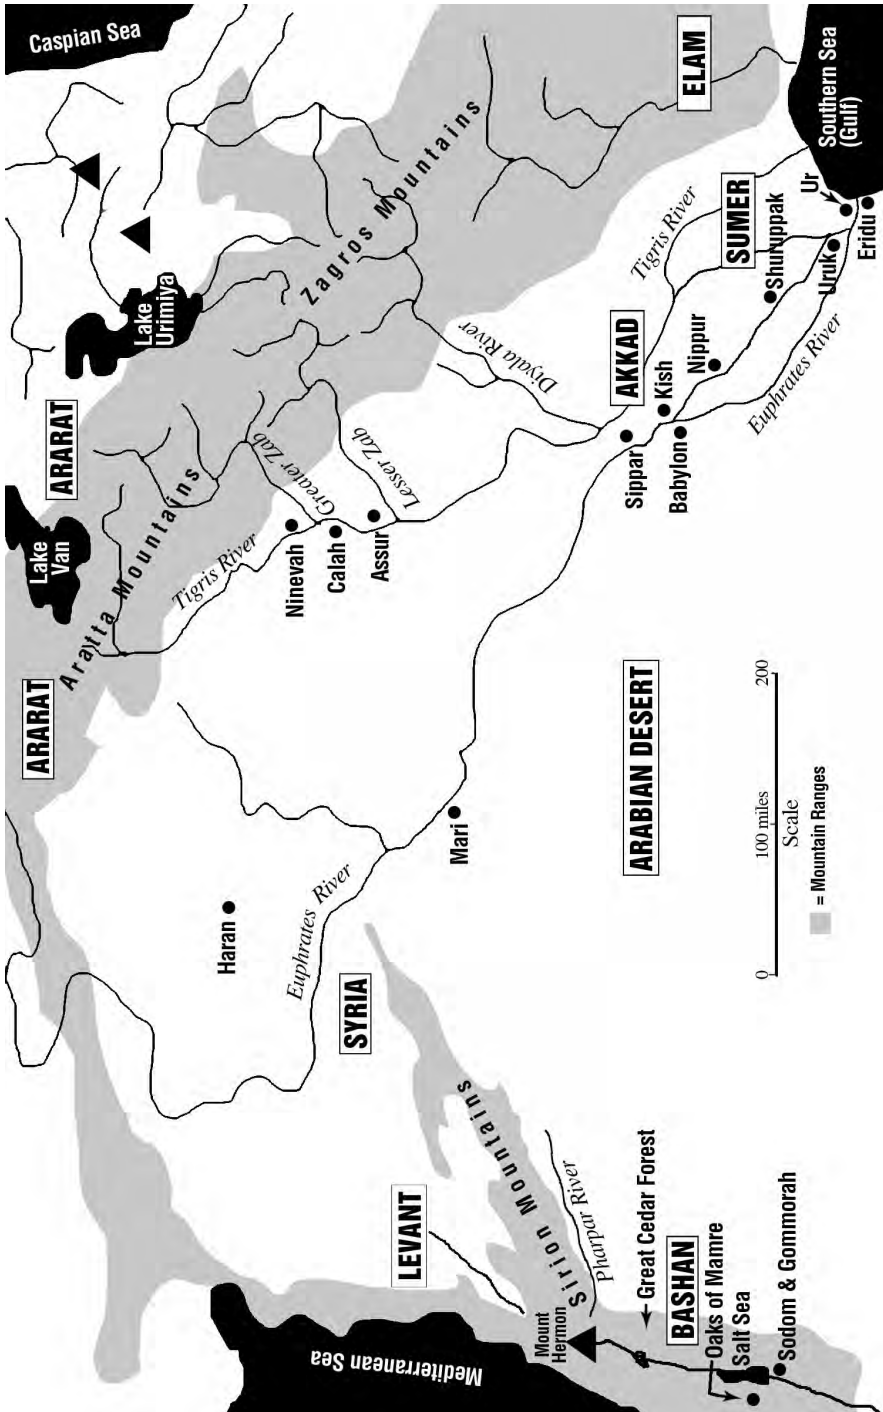 Caspian Sea
ELAM
Southern Sea
(Gulf)
Zagros Mountains
Tigris River
SUMER
Ur
Lake
Urimiya
Shuruppak
Uruk
Eridu
ARARAT
Diyala River
AKKAD
Nippur
Kish
Euphrates River
Lake
Van
Aratta Mountains
Greater Zab
Lesser Zab
Sippar
Babylon
Tigris River
Ninevah
Calah
Assur
ARARAT
Mari
ARABIAN DESERT
Haran
Euphrates River
SYRIA
0
100 miles
200
Scale
= Mountain Ranges
Sirion Mountains
LEVANT
Pharpar River
Great Cedar Forest
Mount
Hermon
BASHAN
Oaks of Mamre
Salt Sea
Sodom & Gommorah
Mediterranean Sea